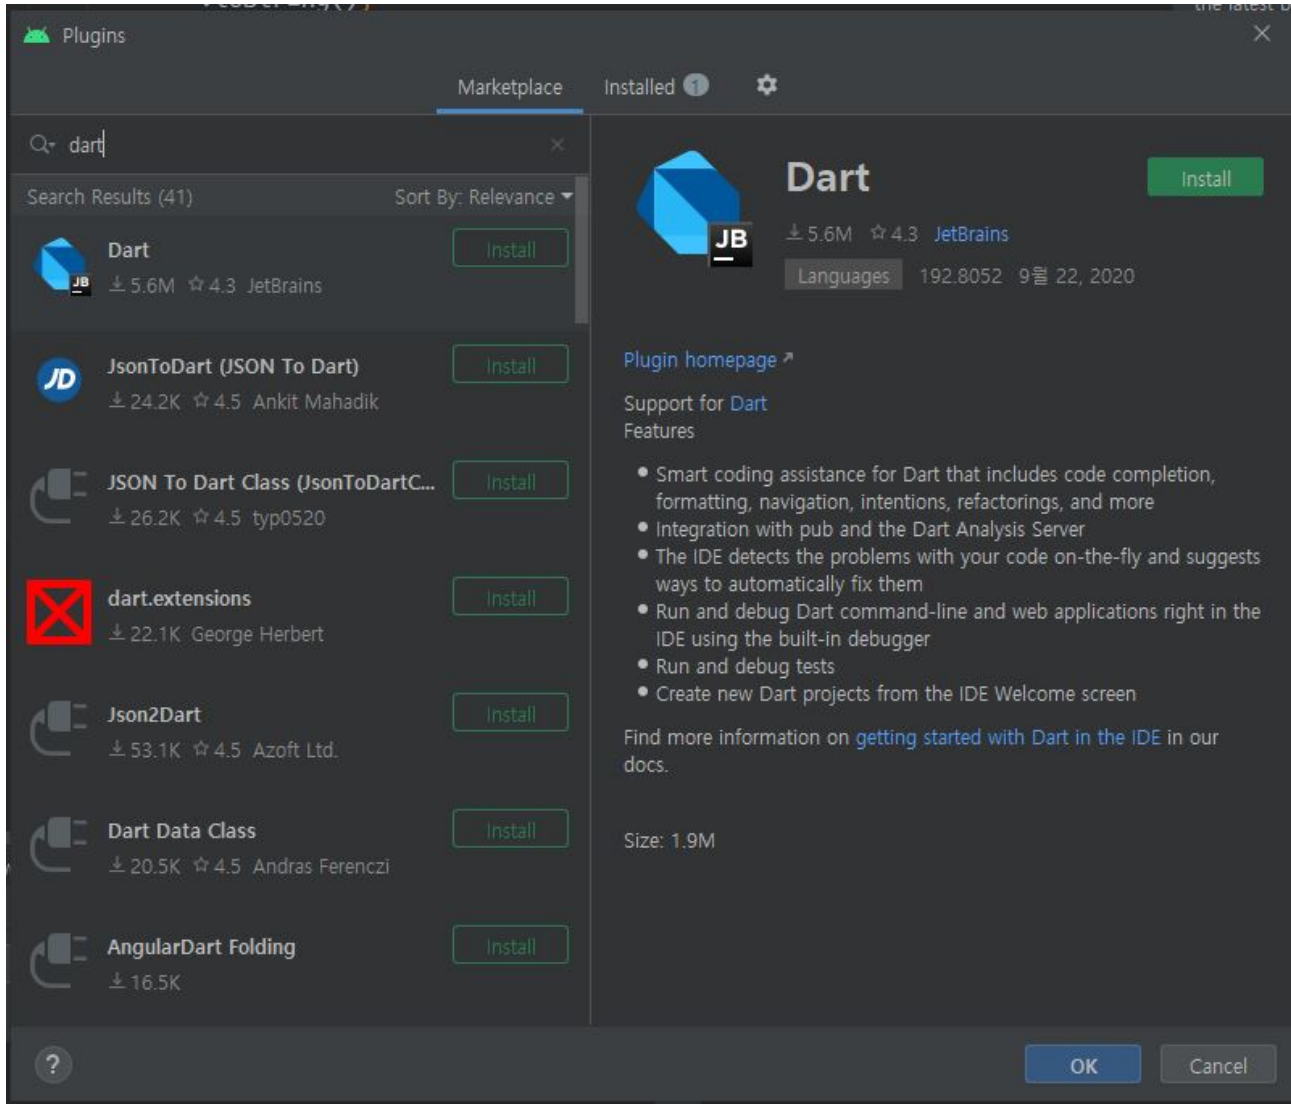 the latest b
Plugins
Marketplace
Installed 1
dart
Search Results (41)
Sort By: Relevance
Dart
Install
5.6M 4.3 JetBrains
JB
JsonToDart (JSON To Dart)
Install
24.2K 4.5 Ankit Mahadik
JD
JSON To Dart Class (JsonToDartC...
Install
26.2K 4.5 typ0520
dart.extensions
Install
22.1K George Herbert
Json2Dart
Install
53.1K 4.5 Azoft Ltd.
Dart Data Class
Install
20.5K 4.5 Andras Ferenczi
AngularDart Folding
Install
16.5K
JB
Dart
Install
5.6M 4.3 JetBrains
Languages 192.8052 9월 22, 2020
Plugin homepage
Support for Dart
Features
Smart coding assistance for Dart that includes code completion,
formatting, navigation, intentions, refactorings, and more
Integration with pub and the Dart Analysis Server
The IDE detects the problems with your code on-the-fly and suggests
ways to automatically fix them
Run and debug Dart command-line and web applications right in the
IDE using the built-in debugger
Run and debug tests
Create new Dart projects from the IDE Welcome screen
Find more information on getting started with Dart in the IDE in our
docs.
Size: 1.9M
?
OK
Cancel